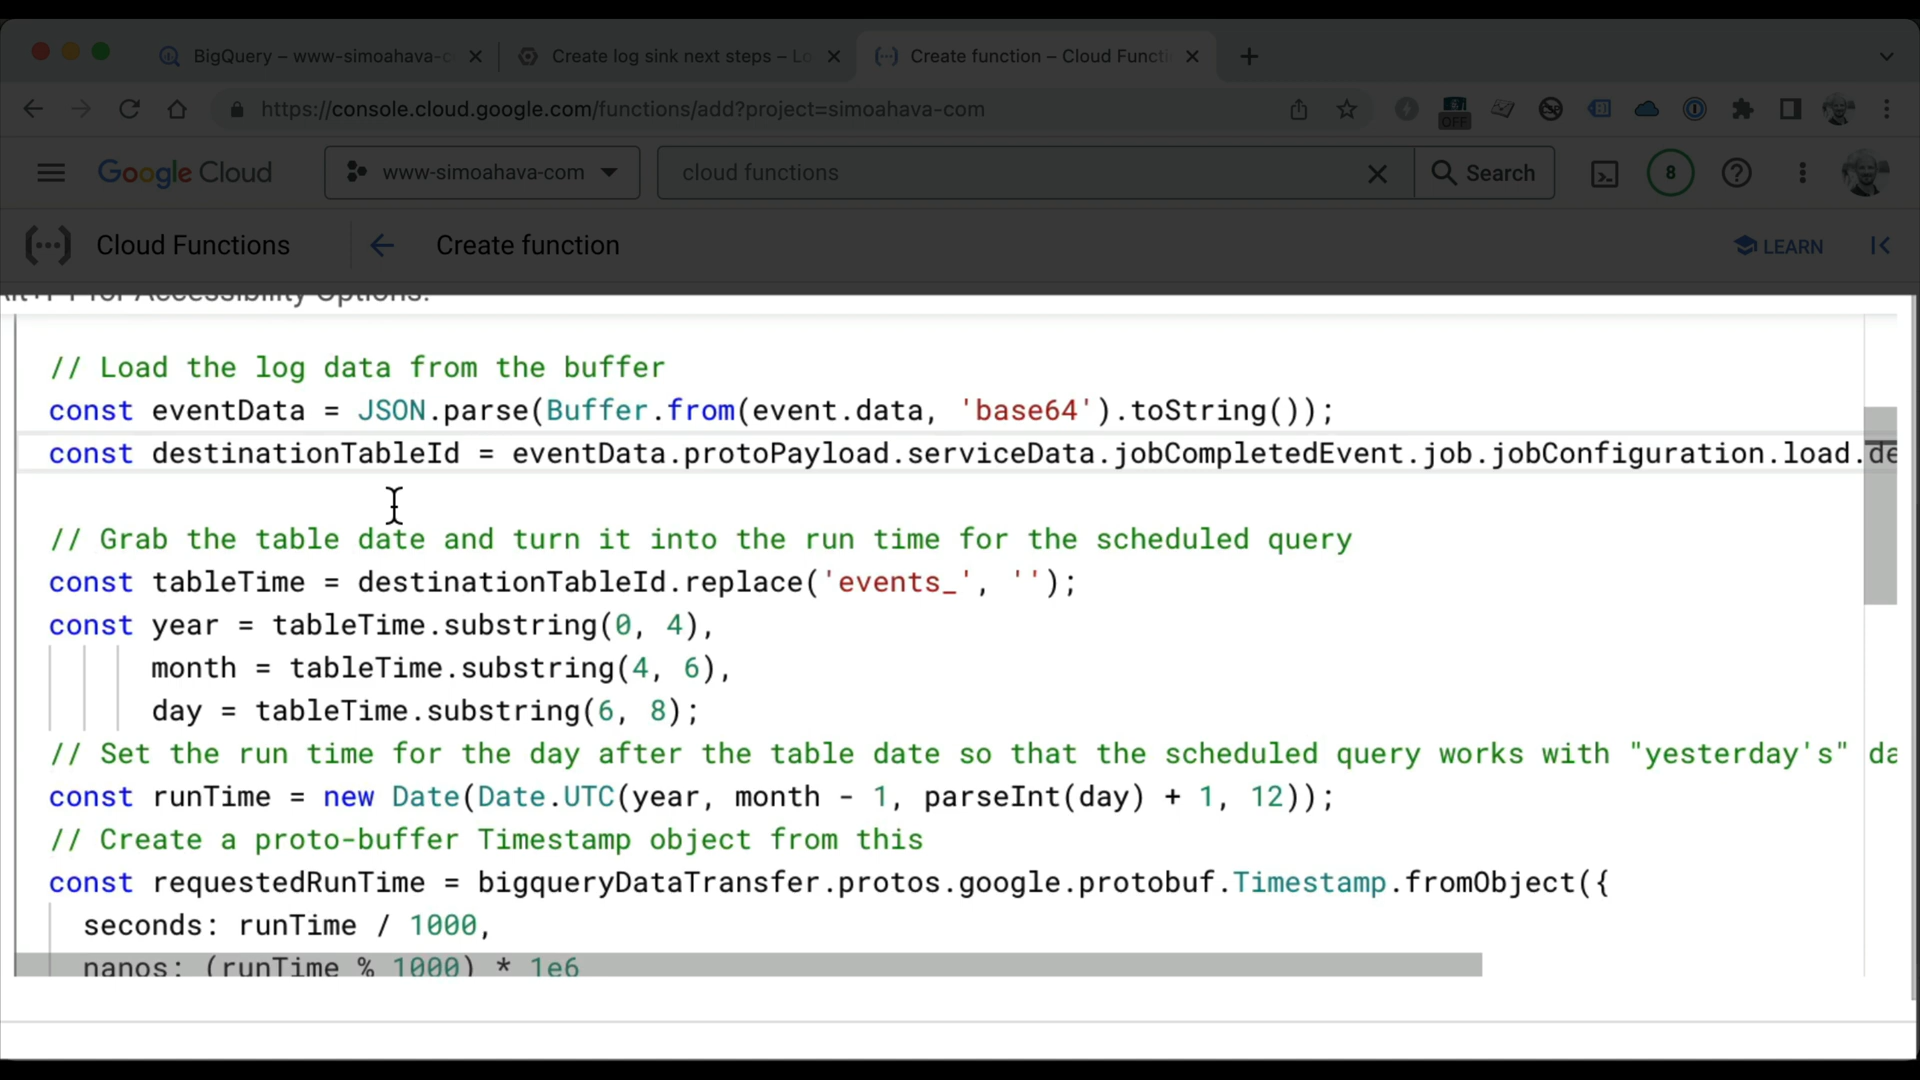 BigQuery – www-simoahava-c
Create log sink next steps – Lo
Create function – Cloud Functi
https://console.cloud.google.com/functions/add?project=simoahava-com
OFF
Google Cloud
www-simoahava-com
cloud functions
Search
8
Cloud Functions
Create function
LEARN
for Accessibility Options.
// Load the log data from the buffer
const eventData = JSON.parse(Buffer.from(event.data, 'base64').toString());
const destinationTableId = eventData.protoPayload.serviceData.jobCompletedEvent.job.jobConfiguration.load.de
// Grab the table date and turn it into the run time for the scheduled query
const tableTime = destinationTableId.replace('events_', '');
const year = tableTime.substring(0, 4),
month = tableTime.substring(4, 6),
day = tableTime.substring(6, 8);
// Set the run time for the day after the table date so that the scheduled query works with "yesterday's" da
const runTime = new Date(Date.UTC(year, month - 1, parseInt(day) + 1, 12));
// Create a proto-buffer Timestamp object from this
const requestedRunTime = bigqueryDataTransfer.protos.google.protobuf.Timestamp.fromObject({
seconds: runTime / 1000,
nanos: (runTime % 1000) * 1e6